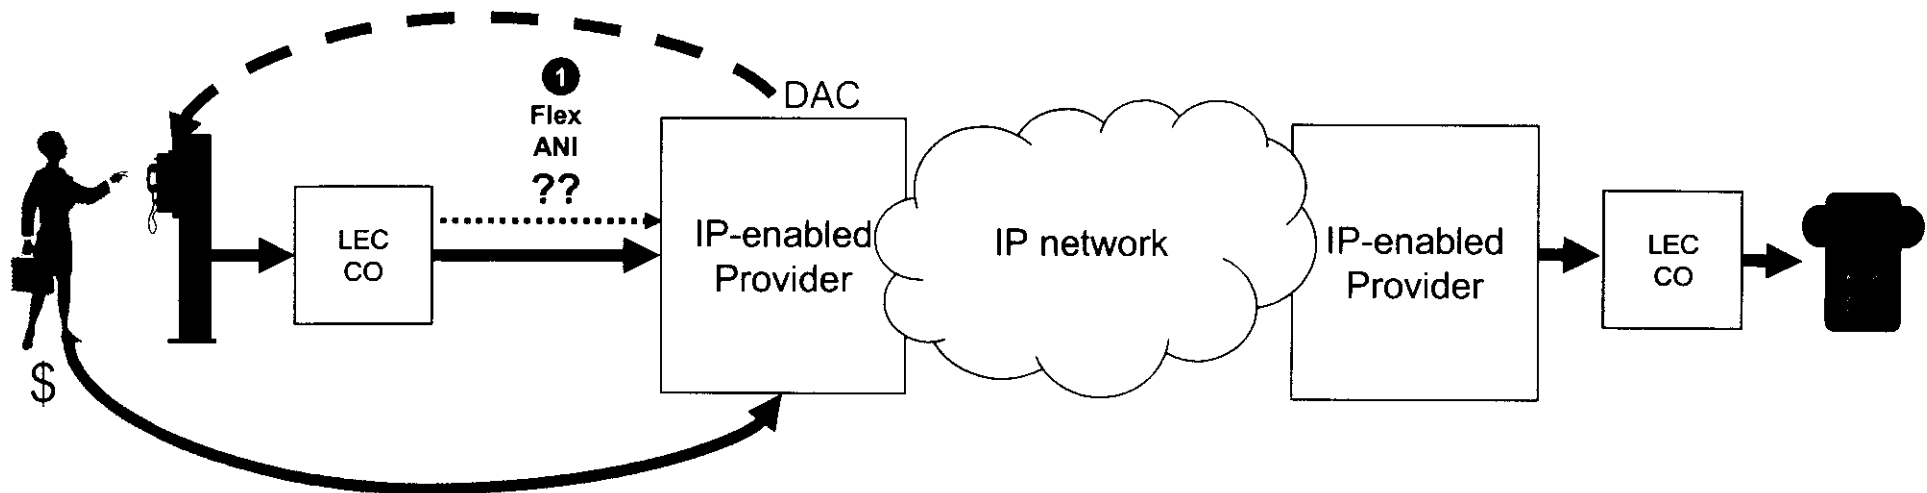 DAC
1
Flex
ANI
??
LEC
CO
IP-enabled
Provider
IP network
IP-enabled
Provider
LEC
CO
$